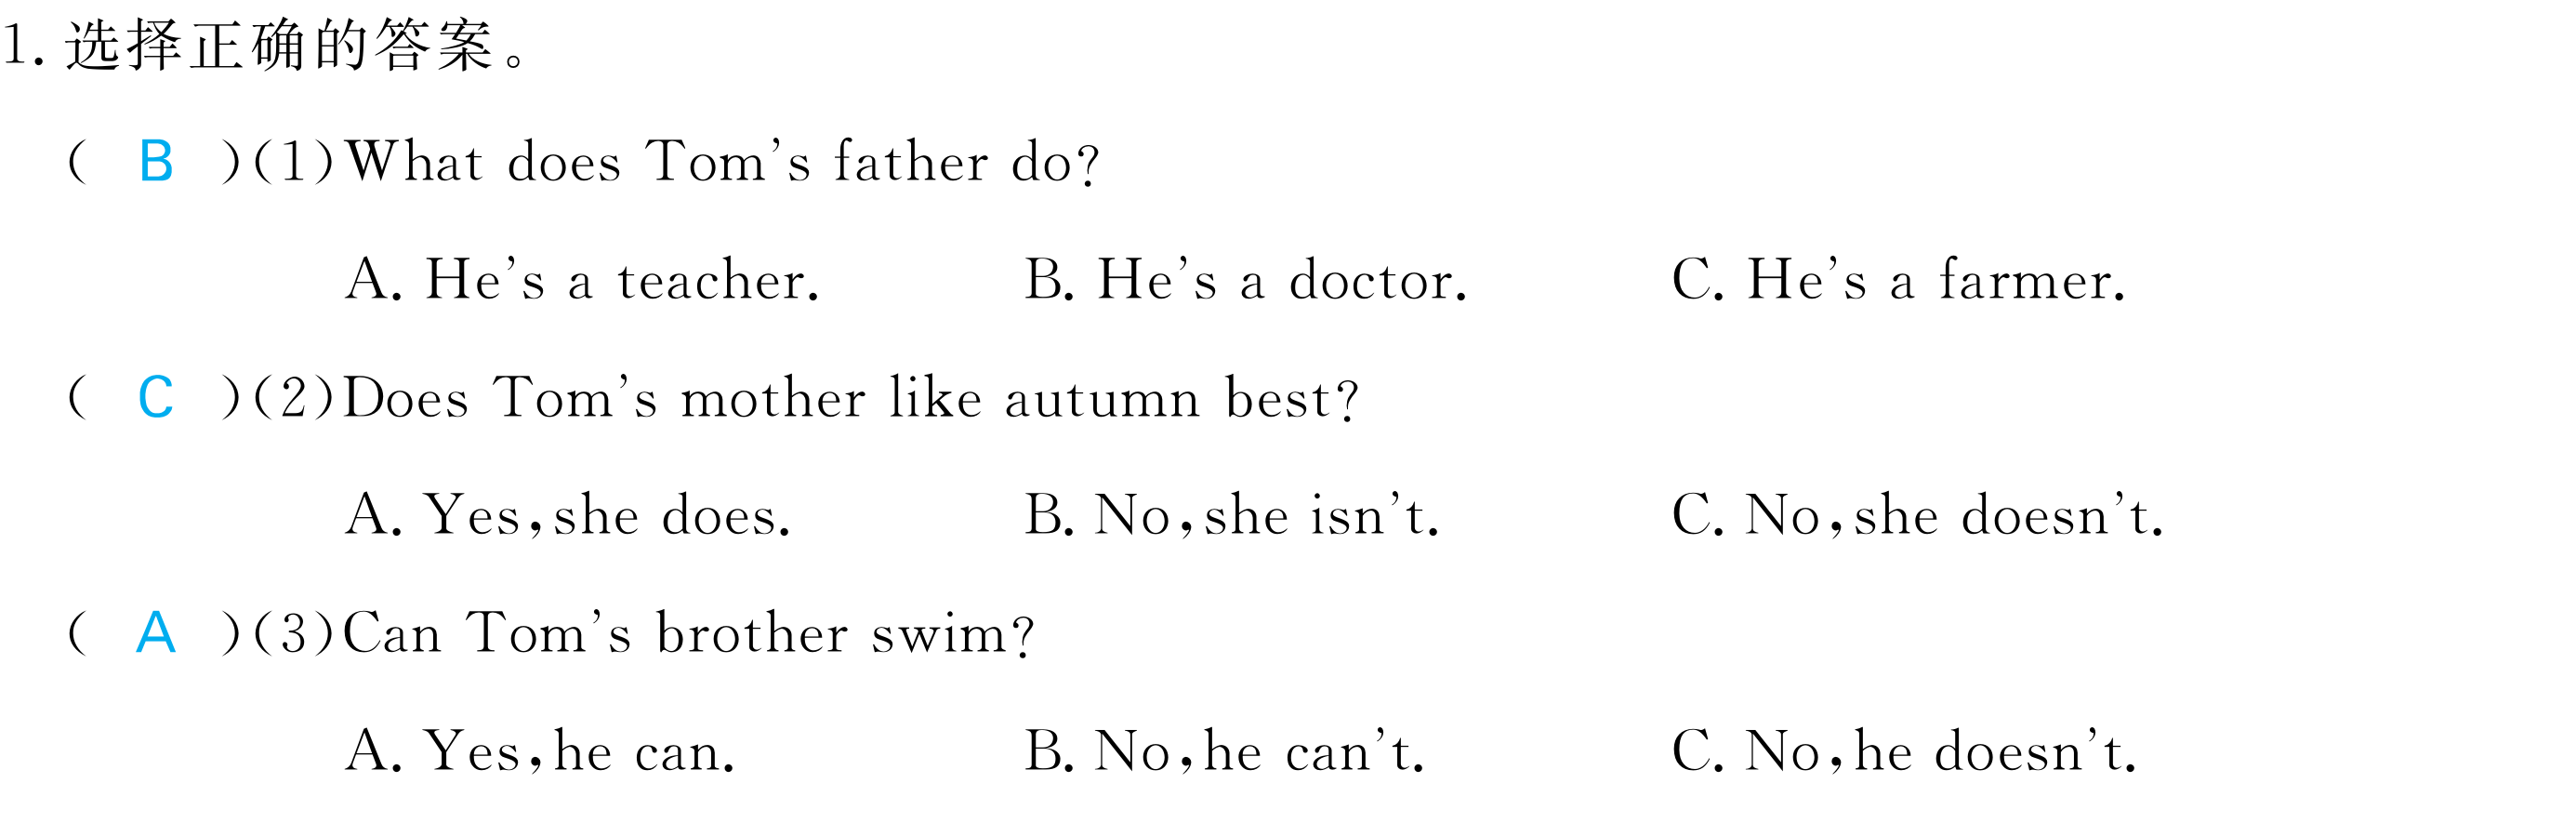 1. 选择正确的答案。
( B )(1)What does Tom's father do?
A. He's a teacher. B. He's a doctor. C. He's a farmer.
( C )(2)Does Tom's mother like autumn best?
A. Yes,she does. B. No,she isn't. C. No,she doesn't.
( A )(3)Can Tom's brother swim?
A. Yes,he can. B. No,he can't. C. No,he doesn't.